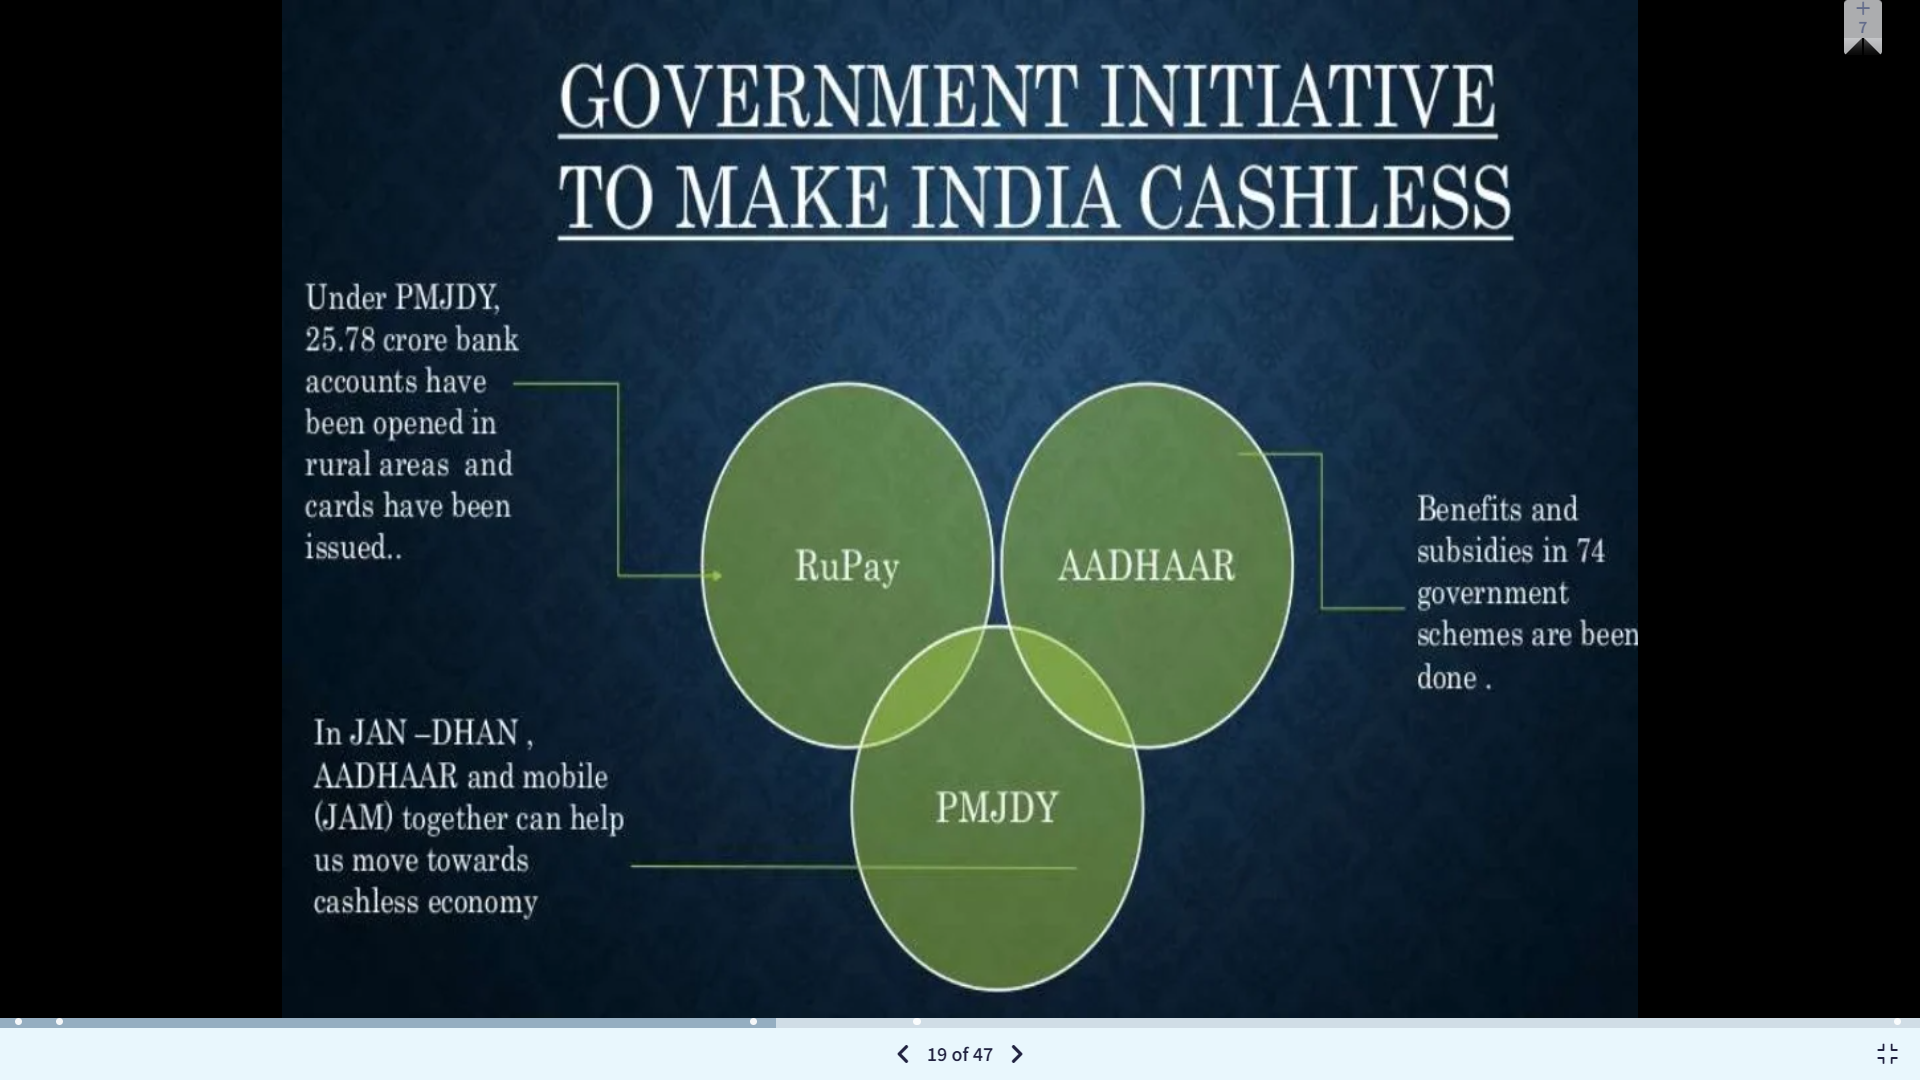 +
7
GOVERNMENT INITIATIVE
TO MAKE INDIA CASHLESS
Under PMJDY,
25.78 crore bank
accounts have
been opened in
rural areas  and
cards have been
issued..
RuPay
AADHAAR
Benefits and
subsidies in 74
government
schemes are been
done .
In JAN –DHAN ,
AADHAAR and mobile
(JAM) together can help
us move towards
cashless economy
PMJDY
19 of 47